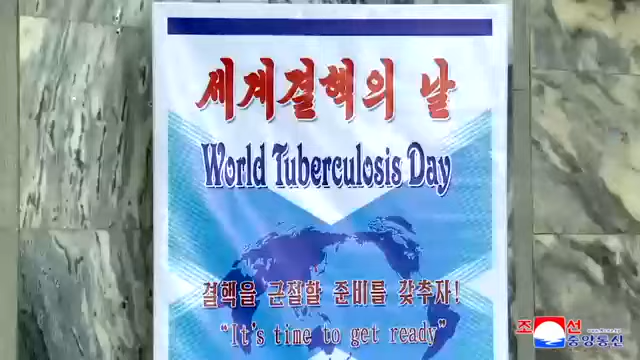 세계결핵의 날
World Tuberculosis Day
결핵을 근절할 준비를 갖추자!
"It's time to get ready"
조선
중앙통신